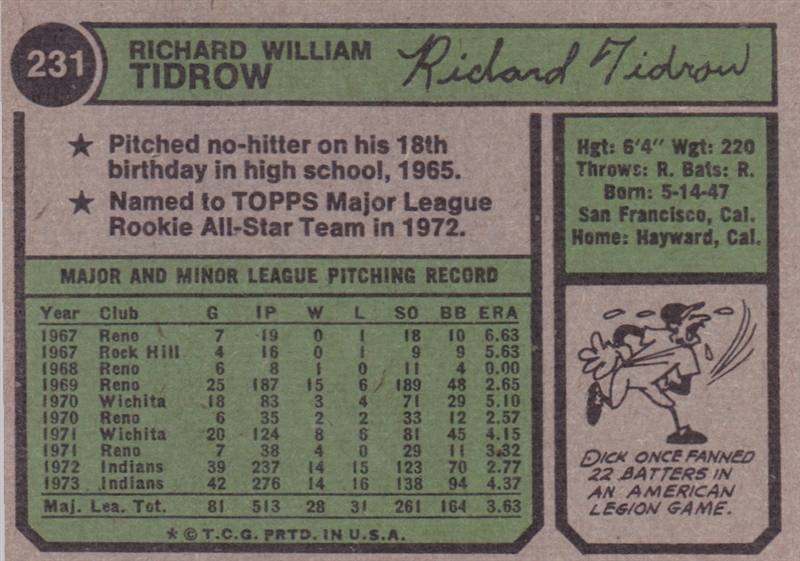 231
RICHARD WILLIAM
TIDROW
Richard Tidrow
★ Pitched no-hitter on his 18th
birthday in high school, 1965.
★ Named to TOPPS Major League
Rookie All-Star Team in 1972.
Hgt: 6'4" Wgt: 220
Throws: R. Bats: R.
Born: 5-14-47
San Francisco, Cal.
Home: Hayward, Cal.
MAJOR AND MINOR LEAGUE PITCHING RECORD
Year Club G IP W L SO BB ERA
1967 Reno 7 19 0 1 18 10 6.63
1967 Rock Hill 4 16 0 1 9 9 5.63
1968 Reno 6 8 1 0 11 4 0.00
1969 Reno 25 187 15 6 189 48 2.65
1970 Wichita 18 83 3 4 71 29 5.10
1970 Reno 6 35 2 2 33 12 2.57
1971 Wichita 20 124 8 6 81 45 4.15
1971 Reno 7 38 4 0 29 11 3.32
1972 Indians 39 237 14 15 123 70 2.77
1973 Indians 42 276 14 16 138 94 4.37
Maj. Lea. Tot. 81 513 28 31 261 164 3.63
* © T.C.G. PRTD. IN U.S.A.
DICK ONCE FANNED
22 BATTERS IN
AN AMERICAN
LEGION GAME.